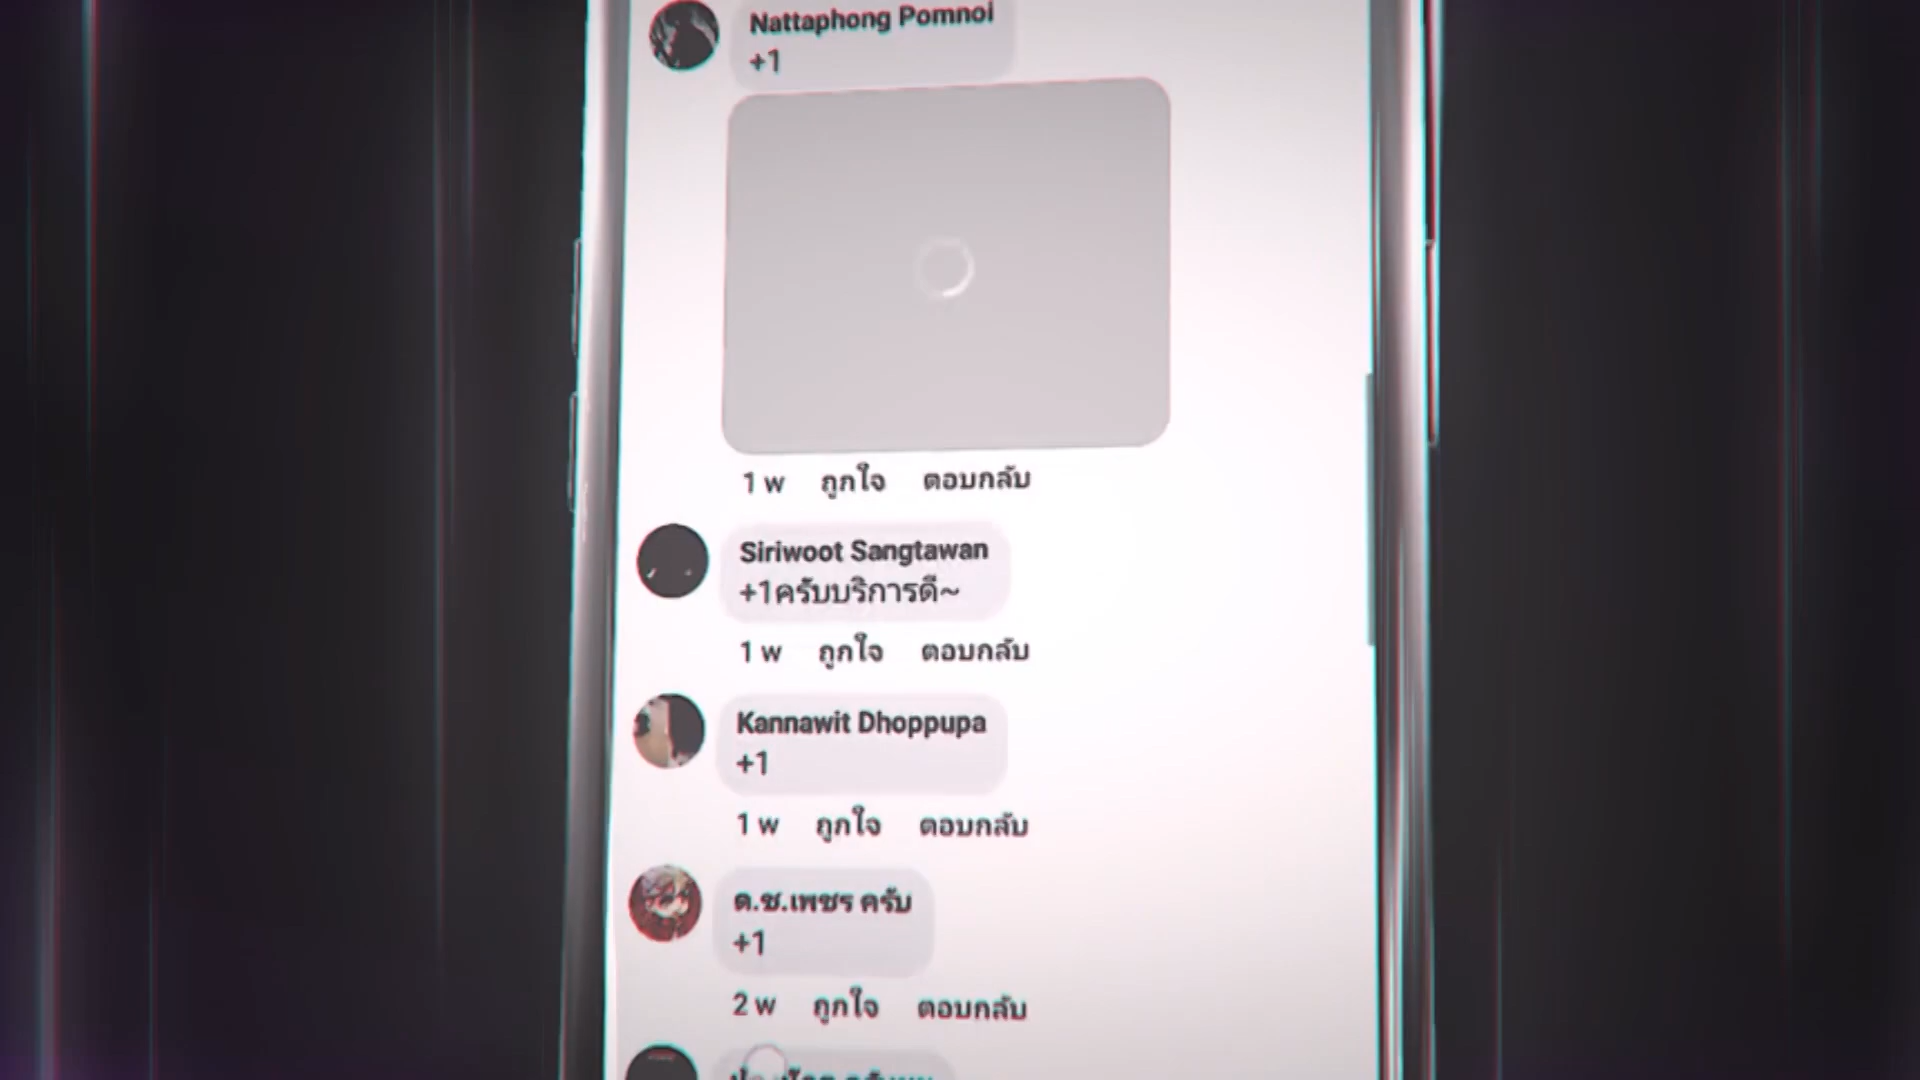 Nattaphong Pomnoi
+1
1 w ถูกใจ ตอบกลับ
Siriwoot Sangtawan
+1ครับบริการดี~
1 w ถูกใจ ตอบกลับ
Kannawit Dhoppupa
+1
1 w ถูกใจ ตอบกลับ
ด.ช.เพชร ครับ
+1
2 w ถูกใจ ตอบกลับ